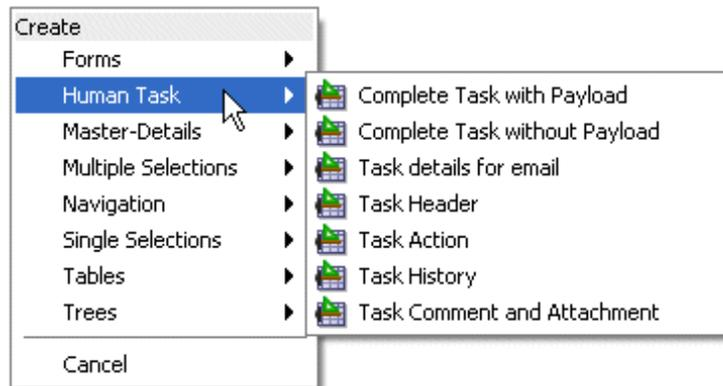 Create
Forms
Human Task
Master-Details
Multiple Selections
Navigation
Single Selections
Tables
Trees
Cancel
Complete Task with Payload
Complete Task without Payload
Task details for email
Task Header
Task Action
Task History
Task Comment and Attachment